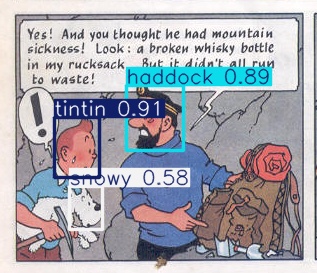 Yes! And you thought he had mountain
sickness! Look: a broken whisky bottle
in my rucksack. But it didn't all run
to waste!
haddock 0.89
!
tintin 0.91
snowy 0.58